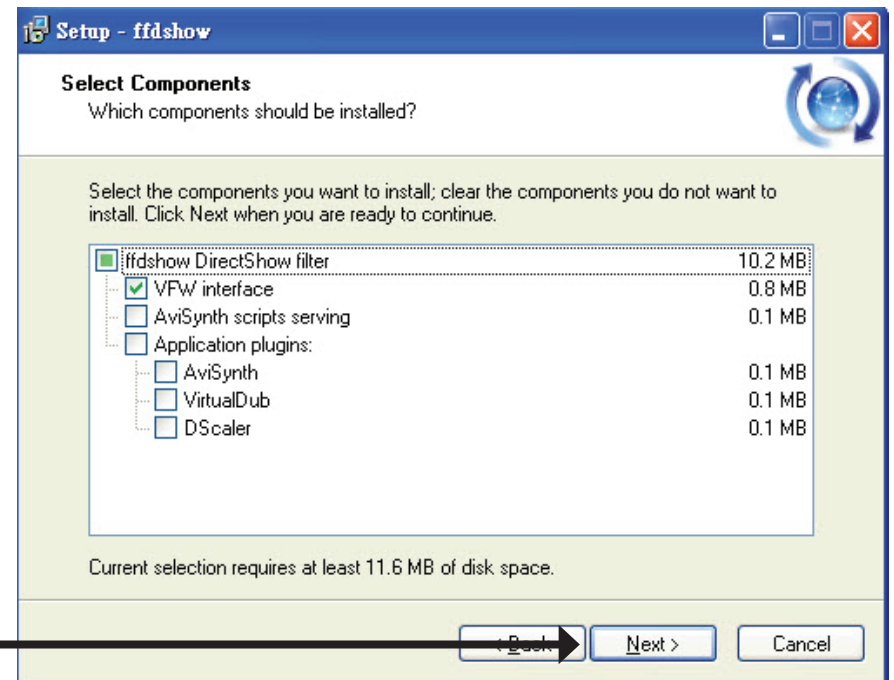 Setup - ffdshow
Select Components
Which components should be installed?
Select the components you want to install; clear the components you do not want to
install. Click Next when you are ready to continue.
ffdshow DirectShow filter 10.2 MB
VFW interface 0.8 MB
AviSynth scripts serving 0.1 MB
Application plugins:
AviSynth 0.1 MB
VirtualDub 0.1 MB
DScaler 0.1 MB
Current selection requires at least 11.6 MB of disk space.
< Back Next > Cancel